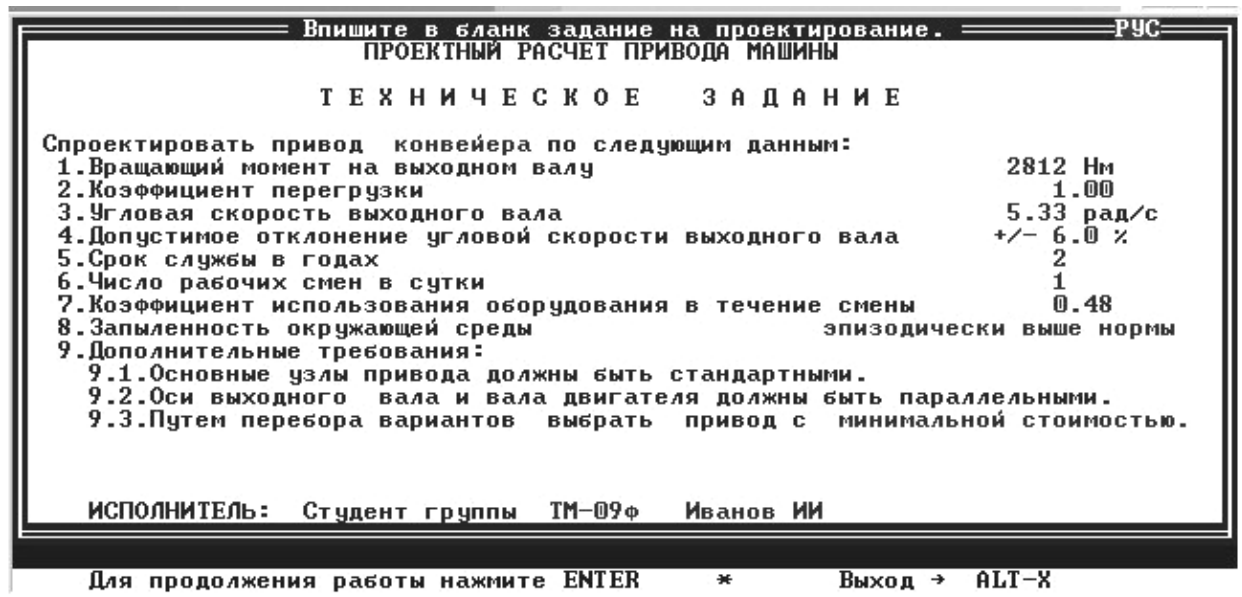 Впишите в бланк задание на проектирование. РУС
ПРОЕКТНЫЙ РАСЧЕТ ПРИВОДА МАШИНЫ
Т Е Х Н И Ч Е С К О Е З А Д А Н И Е
Спроектировать привод конвейера по следующим данным:
1.Вращающий момент на выходном валу 2812 Нм
2.Коэффициент перегрузки 1.00
3.Угловая скорость выходного вала 5.33 рад/с
4.Допустимое отклонение угловой скорости выходного вала +/- 6.0 %
5.Срок службы в годах 2
6.Число рабочих смен в сутки 1
7.Коэффициент использования оборудования в течение смены 0.48
8.Запыленность окружающей среды эпизодически выше нормы
9.Дополнительные требования:
9.1.Основные узлы привода должны быть стандартными.
9.2.Оси выходного вала и вала двигателя должны быть параллельными.
9.3.Путем перебора вариантов выбрать привод с минимальной стоимостью.
ИСПОЛНИТЕЛЬ: Студент группы ТМ-09ф Иванов ИИ
Для продолжения работы нажмите ENTER * Выход → ALT-X